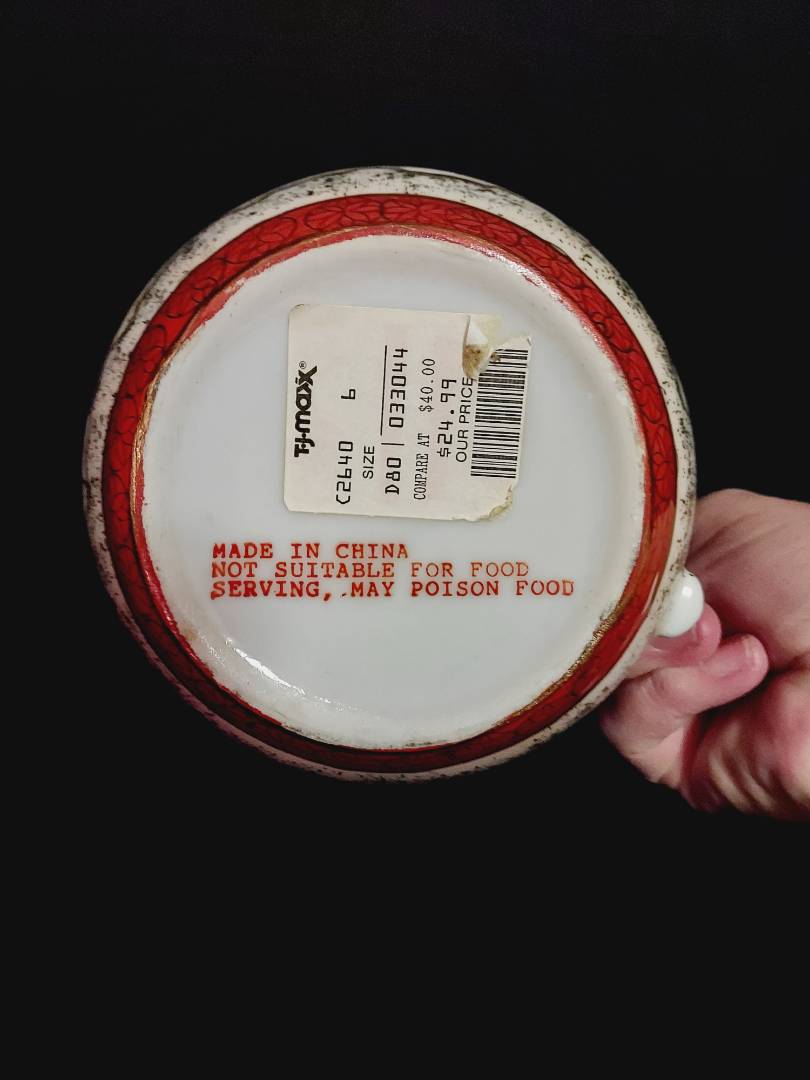 T·J·maxx®
C2640 6
SIZE
D80 | 033044
COMPARE AT $40.00
$24.99
OUR PRICE
MADE IN CHINA
NOT SUITABLE FOR FOOD
SERVING, MAY POISON FOOD